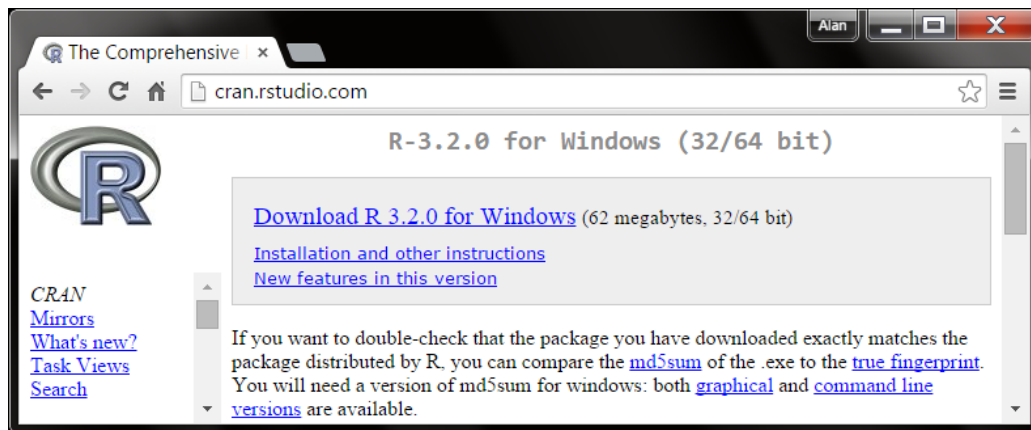 Alan
The Comprehensive
cran.rstudio.com
R
R-3.2.0 for Windows (32/64 bit)
Download R 3.2.0 for Windows (62 megabytes, 32/64 bit)
Installation and other instructions
New features in this version
CRAN
Mirrors
What's new?
Task Views
Search
If you want to double-check that the package you have downloaded exactly matches the
package distributed by R, you can compare the md5sum of the .exe to the true fingerprint.
You will need a version of md5sum for windows: both graphical and command line
versions are available.